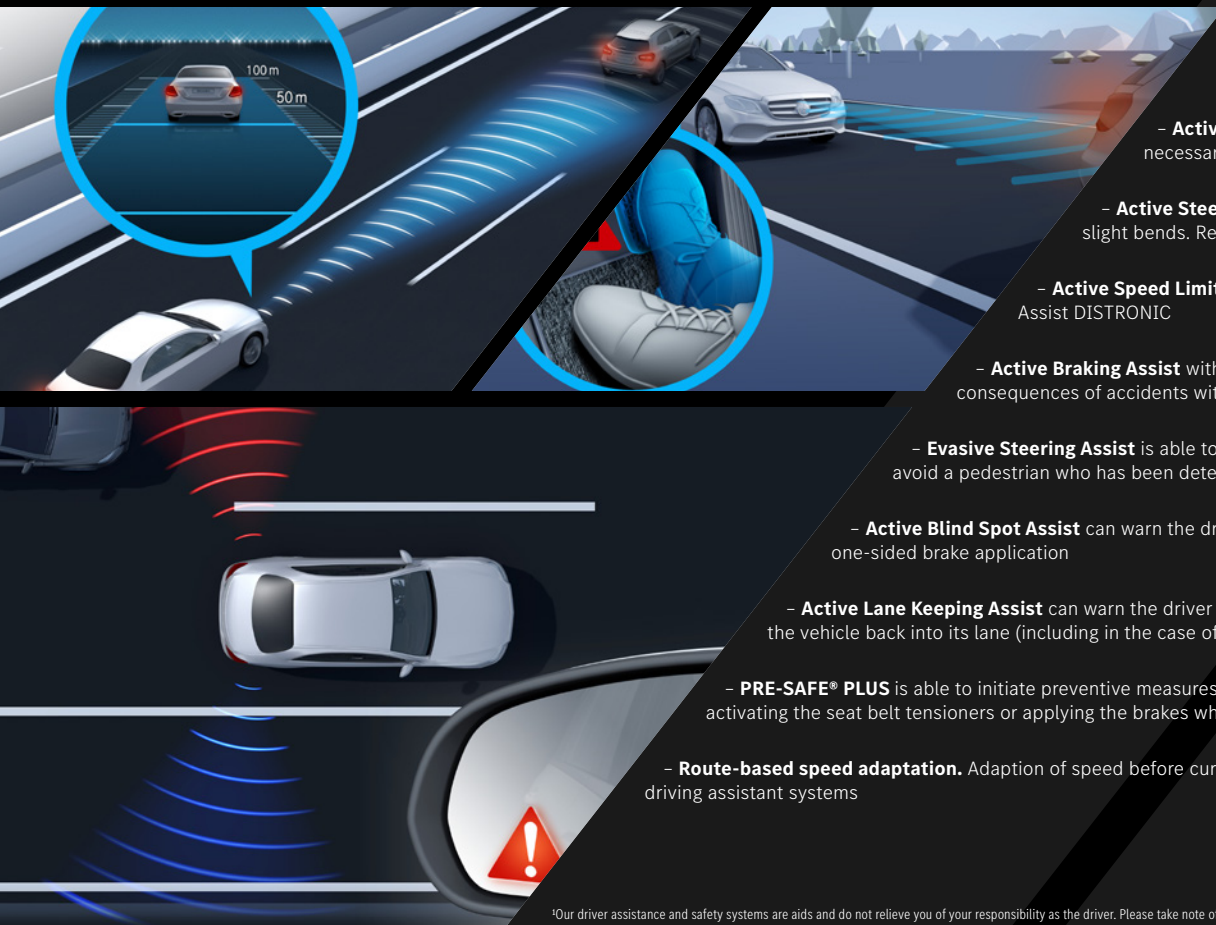 100 m
50 m
– Activ
necessar
– Active Stee
slight bends. Re
– Active Speed Limit
Assist DISTRONIC
– Active Braking Assist with
consequences of accidents wit
– Evasive Steering Assist is able to
avoid a pedestrian who has been dete
– Active Blind Spot Assist can warn the dr
one-sided brake application
– Active Lane Keeping Assist can warn the driver
the vehicle back into its lane (including in the case of
– PRE-SAFE® PLUS is able to initiate preventive measures
activating the seat belt tensioners or applying the brakes wh
– Route-based speed adaptation. Adaption of speed before cur
driving assistant systems
¹Our driver assistance and safety systems are aids and do not relieve you of your responsibility as the driver. Please take note of